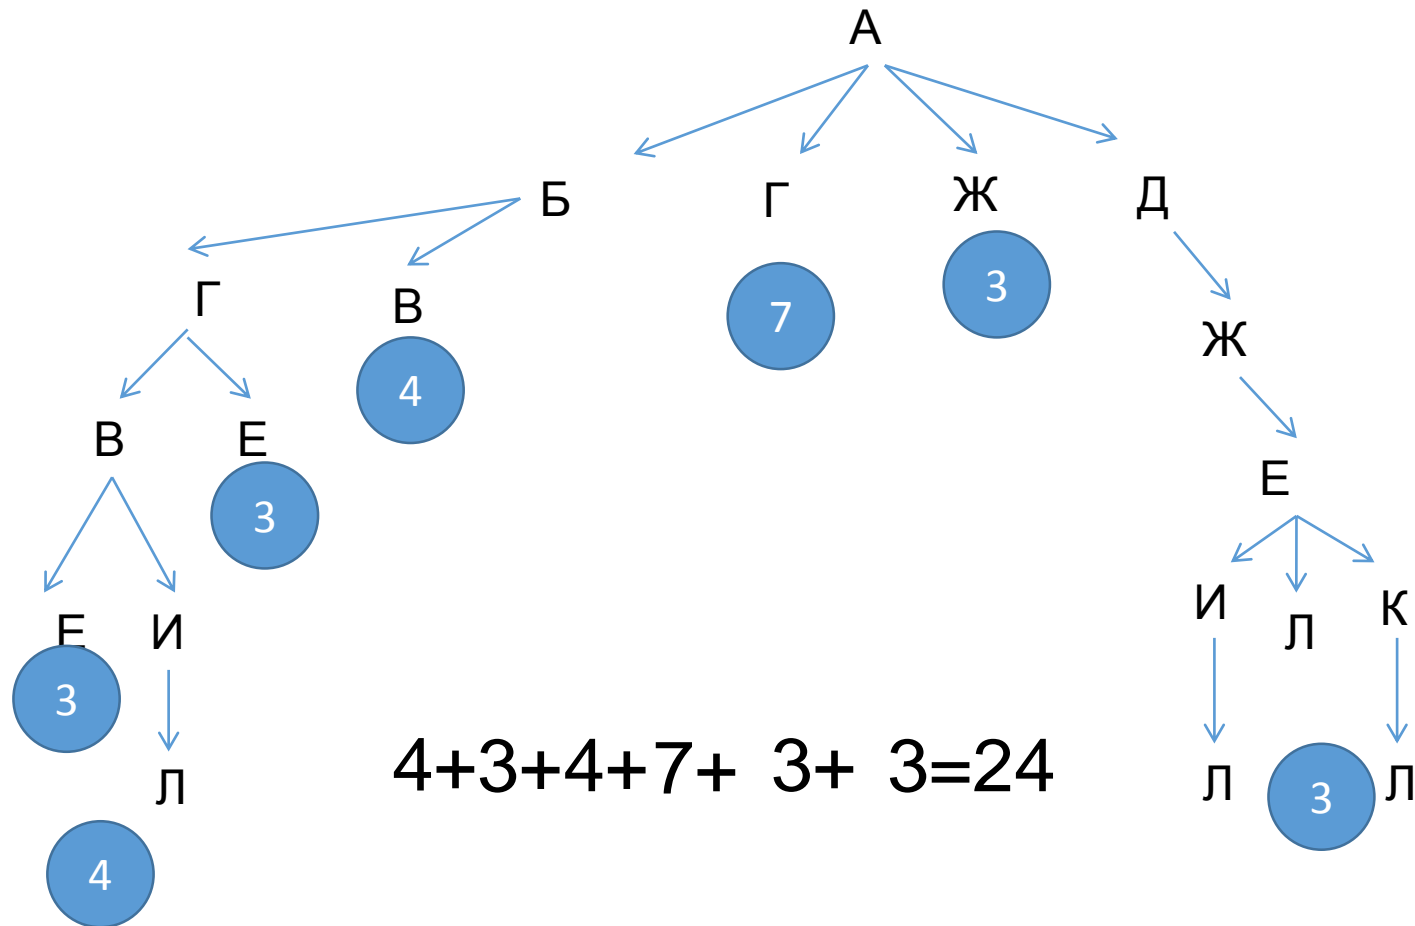 А
Б Г Ж Д
7 3
Г В
4
Ж
В Е
3
Е
Е И
3
И Л К
4+3+4+7+ 3+ 3=24
Л
Л 3 Л
4